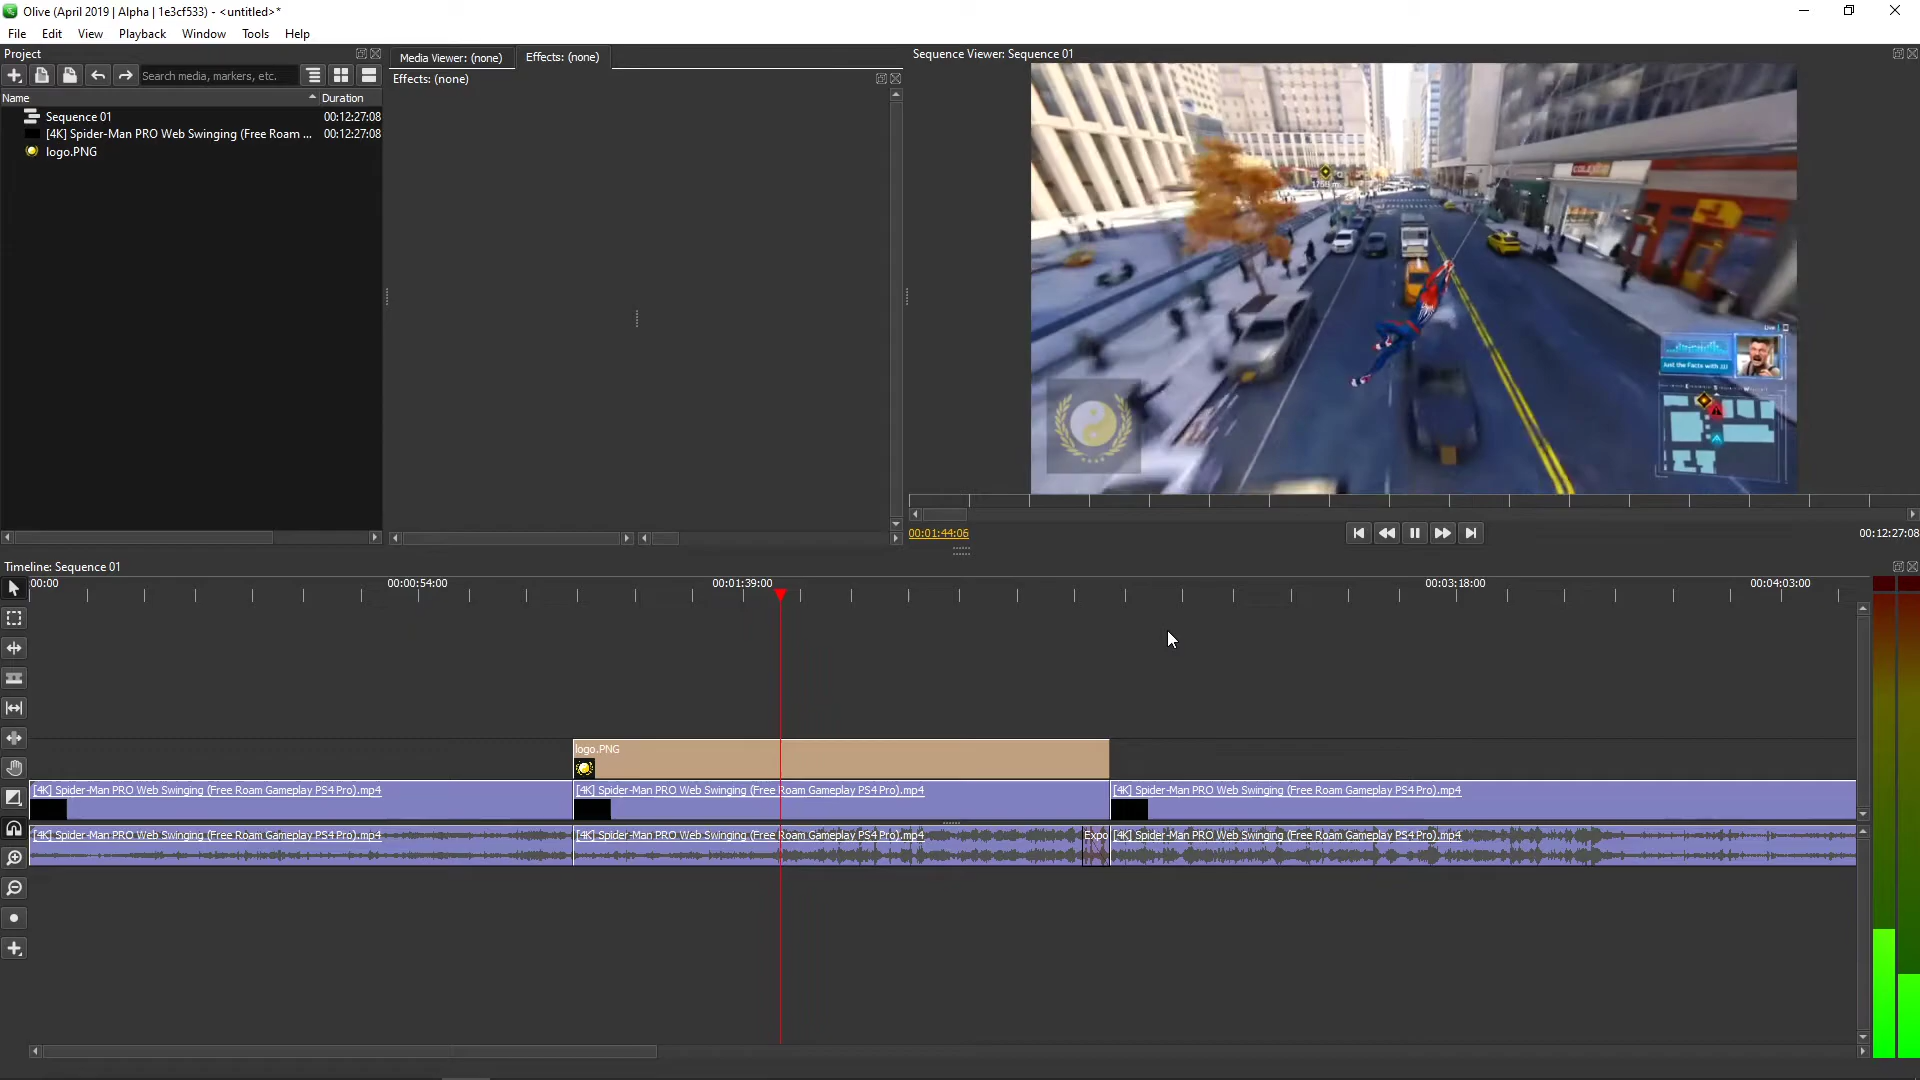 Olive (April 2019 | Alpha | 1e3cf533) - <untitled>*
File Edit View Playback Window Tools Help
Project
Media Viewer: (none) Effects: (none)
Sequence Viewer: Sequence 01
Search media, markers, etc.
Effects: (none)
Name Duration
Sequence 01 00:12:27:08
[4K] Spider-Man PRO Web Swinging (Free Roam ... 00:12:27:08
logo.PNG
1758 m
Live
Just the Facts with JJJ
00:01:44:06
00:12:27:08
Timeline: Sequence 01
00:00 00:00:54:00 00:01:39:00 00:03:18:00 00:04:03:00
logo.PNG
[4K] Spider-Man PRO Web Swinging (Free Roam Gameplay PS4 Pro).mp4 [4K] Spider-Man PRO Web Swinging (Free Roam Gameplay PS4 Pro).mp4 [4K] Spider-Man PRO Web Swinging (Free Roam Gameplay PS4 Pro).mp4
[4K] Spider-Man PRO Web Swinging (Free Roam Gameplay PS4 Pro).mp4 [4K] Spider-Man PRO Web Swinging (Free Roam Gameplay PS4 Pro).mp4 Expo [4K] Spider-Man PRO Web Swinging (Free Roam Gameplay PS4 Pro).mp4